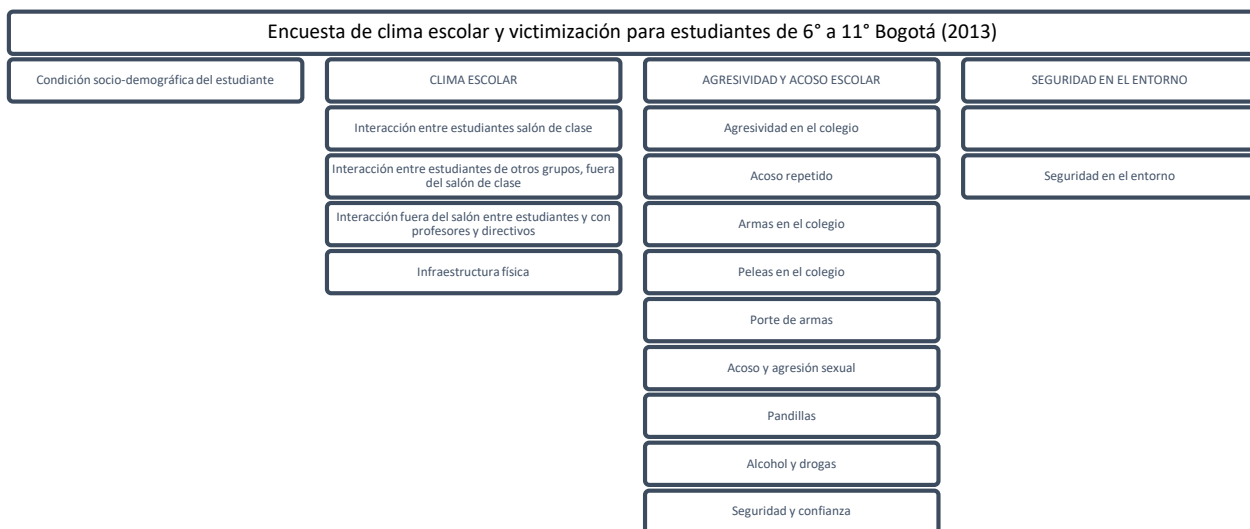 Encuesta de clima escolar y victimización para estudiantes de 6° a 11° Bogotá (2013)
Condición socio-demográfica del estudiante
CLIMA ESCOLAR
Interacción entre estudiantes salón de clase
Interacción entre estudiantes de otros grupos, fuera
del salón de clase
Interacción fuera del salón entre estudiantes y con
profesores y directivos
Infraestructura física
AGRESIVIDAD Y ACOSO ESCOLAR
Agresividad en el colegio
Acoso repetido
Armas en el colegio
Peleas en el colegio
Porte de armas
Acoso y agresión sexual
Pandillas
Alcohol y drogas
Seguridad y confianza
SEGURIDAD EN EL ENTORNO
Seguridad en el entorno